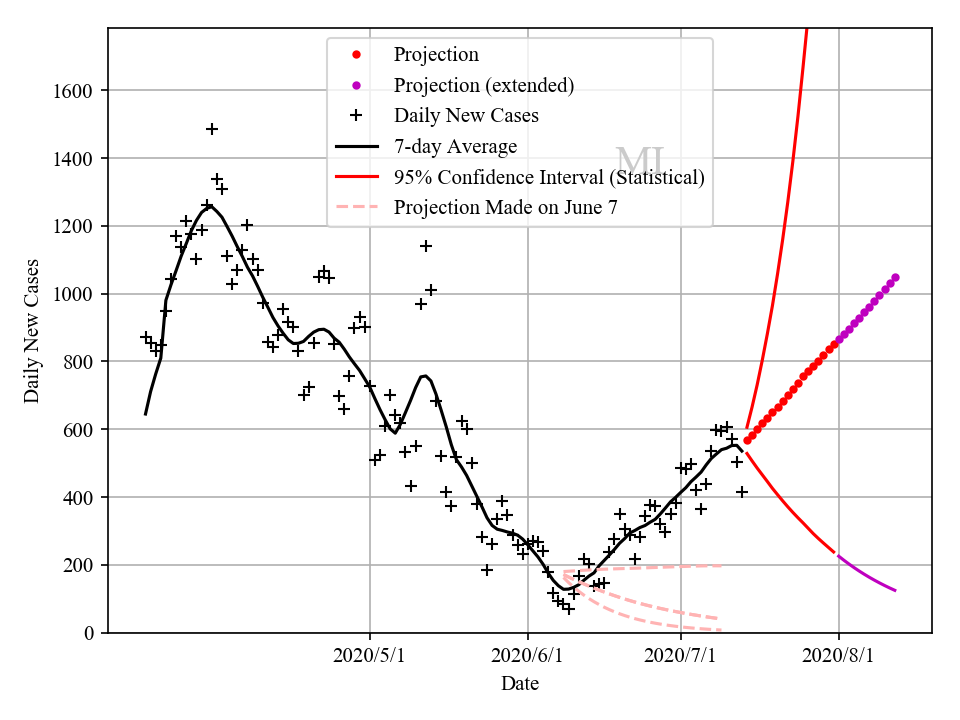 Projection
Projection (extended)
Daily New Cases
7-day Average
95% Confidence Interval (Statistical)
Projection Made on June 7
MI
1600
1400
1200
1000
800
600
400
200
0
Daily New Cases
2020/5/1
2020/6/1
2020/7/1
2020/8/1
Date